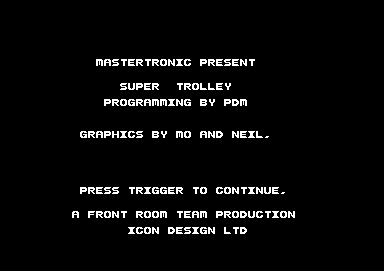 MASTERTRONIC PRESENT
SUPER TROLLEY
PROGRAMMING BY PDM
GRAPHICS BY MO AND NEIL.
PRESS TRIGGER TO CONTINUE.
A FRONT ROOM TEAM PRODUCTION
ICON DESIGN LTD